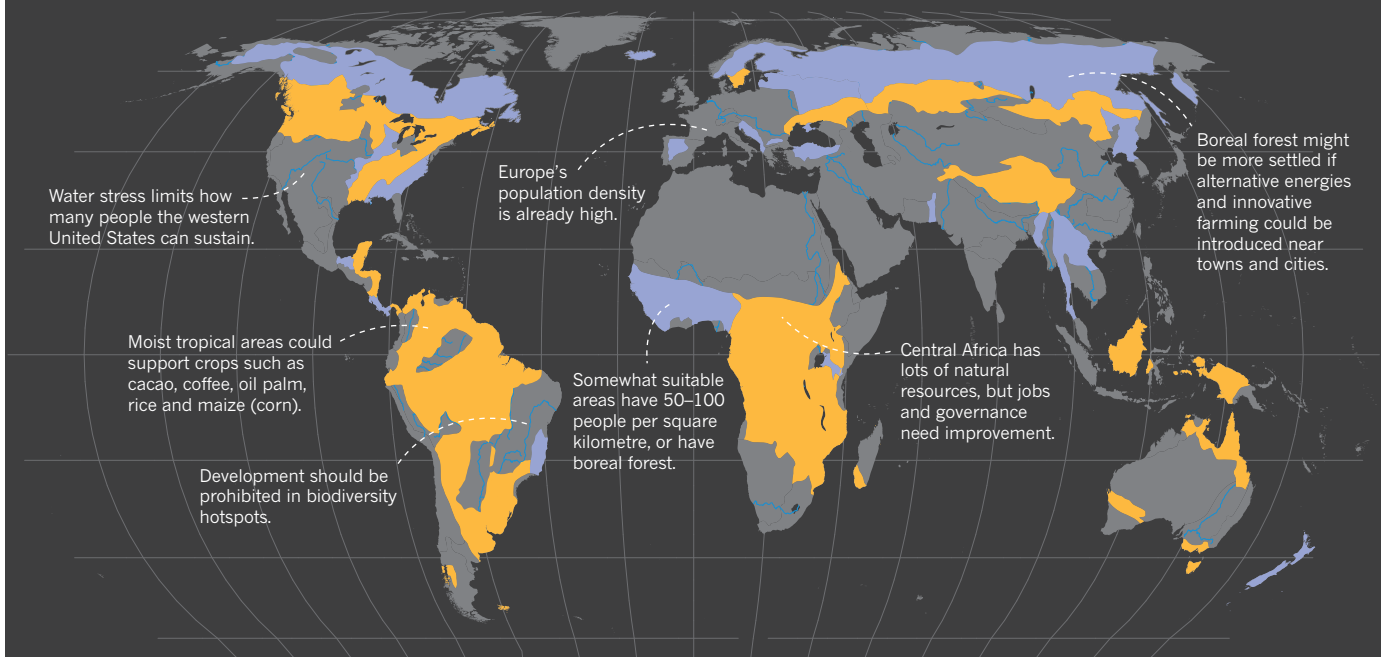 Water stress limits how
many people the western
United States can sustain.
Europe's
population density
is already high.
Boreal forest might
be more settled if
alternative energies
and innovative
farming could be
introduced near
towns and cities.
Moist tropical areas could
support crops such as
cacao, coffee, oil palm,
rice and maize (corn).
Somewhat suitable
areas have 50–100
people per square
kilometre, or have
boreal forest.
Central Africa has
lots of natural
resources, but jobs
and governance
need improvement.
Development should be
prohibited in biodiversity
hotspots.